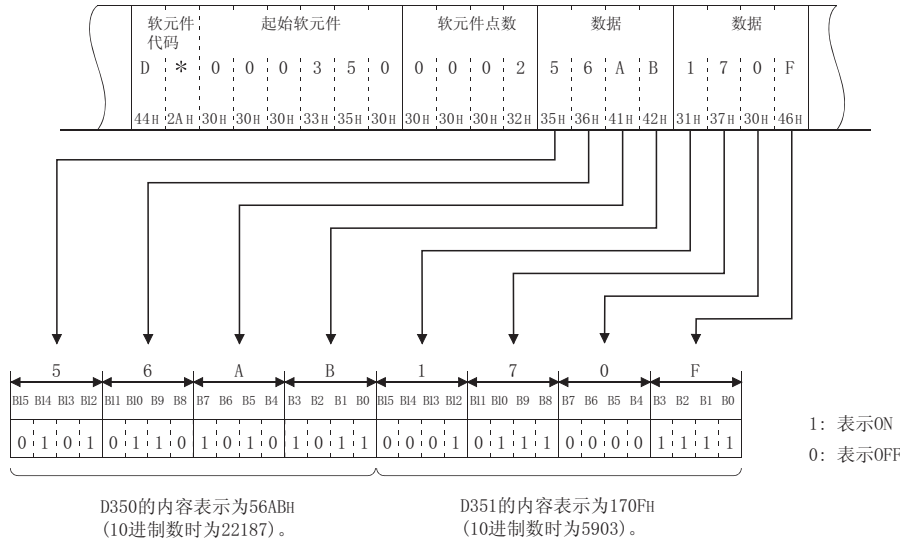 软元件
代码
起始软元件 软元件点数 数据 数据
D * 0 0 0 3 5 0 0 0 0 2 5 6 A B 1 7 0 F
44H 2AH 30H 30H 30H 33H 35H 30H 30H 30H 30H 32H 35H 36H 41H 42H 31H 37H 30H 46H
5 6 A B 1 7 0 F
B15 B14 B13 B12 B11 B10 B9 B8 B7 B6 B5 B4 B3 B2 B1 B0 B15 B14 B13 B12 B11 B10 B9 B8 B7 B6 B5 B4 B3 B2 B1 B0
0 1 0 1 0 1 1 0 1 0 1 0 1 0 1 1 0 0 0 1 0 1 1 1 0 0 0 0 1 1 1 1
1: 表示ON
0: 表示OFF
D350的内容表示为56ABH
(10进制数时为22187)。
D351的内容表示为170FH
(10进制数时为5903)。